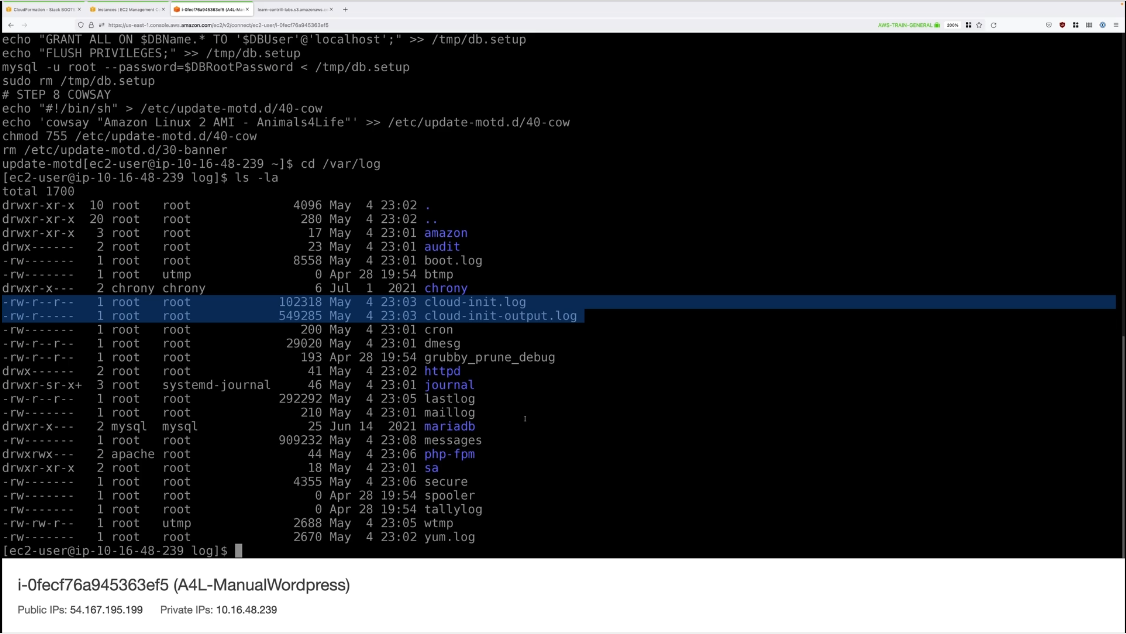 CloudFormation - Stack BOOTS
Instances | EC2 Management
i-0fecf76a945363ef5 (A4L-Man
https://us-east-1.console.aws.amazon.com/ec2/v2/connect/ec2-user/i-0fecf76a945363ef5
AWS-TRAIN-GENERAL
200%
echo "GRANT ALL ON $DBName.* TO '$DBUser'@'localhost';" >> /tmp/db.setup
echo "FLUSH PRIVILEGES;" >> /tmp/db.setup
mysql -u root --password=$DBRootPassword < /tmp/db.setup
sudo rm /tmp/db.setup
# STEP 8 COWSAY
echo "#!/bin/sh" > /etc/update-motd.d/40-cow
echo 'cowsay "Amazon Linux 2 AMI - Animals4Life"' >> /etc/update-motd.d/40-cow
chmod 755 /etc/update-motd.d/40-cow
rm /etc/update-motd.d/30-banner
update-motd[ec2-user@ip-10-16-48-239 ~]$ cd /var/log
[ec2-user@ip-10-16-48-239 log]$ ls -la
total 1700
drwxr-xr-x 10 root root 4096 May 4 23:02 .
drwxr-xr-x 20 root root 280 May 4 23:02 ..
drwxr-xr-x 3 root root 17 May 4 23:01 amazon
drwx------ 2 root root 23 May 4 23:01 audit
-rw------- 1 root root 8558 May 4 23:01 boot.log
-rw------- 1 root utmp 0 Apr 28 19:54 btmp
drwxr-x--- 2 chrony chrony 6 Jul 1 2021 chrony
-rw-r--r-- 1 root root 102318 May 4 23:03 cloud-init.log
-rw-r----- 1 root root 549285 May 4 23:03 cloud-init-output.log
-rw------- 1 root root 200 May 4 23:01 cron
-rw-r--r-- 1 root root 29020 May 4 23:01 dmesg
-rw-r--r-- 1 root root 193 Apr 28 19:54 grubby_prune_debug
drwx------ 2 root root 41 May 4 23:02 httpd
drwxr-sr-x+ 3 root systemd-journal 46 May 4 23:01 journal
-rw-r--r-- 1 root root 292292 May 4 23:05 lastlog
-rw------- 1 root root 210 May 4 23:01 maillog
drwxr-x--- 2 mysql mysql 25 Jun 14 2021 mariadb
-rw------- 1 root root 909232 May 4 23:08 messages
drwxrwx--- 2 apache root 44 May 4 23:06 php-fpm
drwxr-xr-x 2 root root 18 May 4 23:01 sa
-rw------- 1 root root 4355 May 4 23:06 secure
-rw------- 1 root root 0 Apr 28 19:54 spooler
-rw------- 1 root root 0 Apr 28 19:54 tallylog
-rw-rw-r-- 1 root utmp 2688 May 4 23:05 wtmp
-rw------- 1 root root 2670 May 4 23:02 yum.log
[ec2-user@ip-10-16-48-239 log]$
i-0fecf76a945363ef5 (A4L-ManualWordpress)
Public IPs: 54.167.195.199 Private IPs: 10.16.48.239